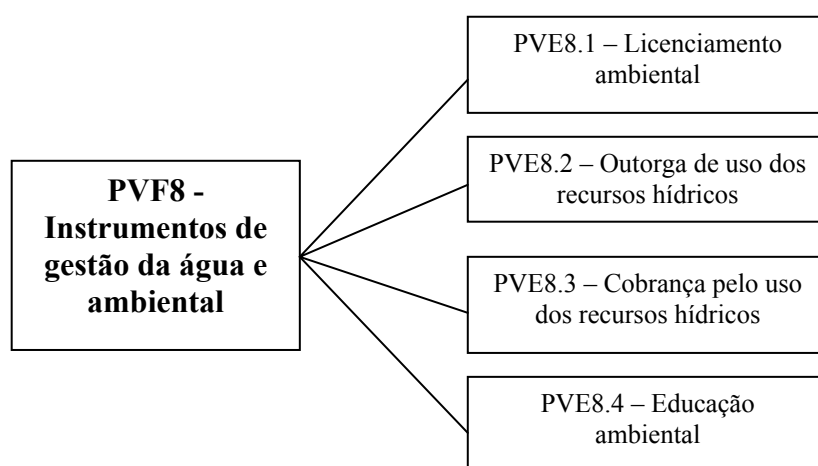 PVF8 -
Instrumentos de
gestão da água e
ambiental
PVE8.1 – Licenciamento
ambiental
PVE8.2 – Outorga de uso dos
recursos hídricos
PVE8.3 – Cobrança pelo uso
dos recursos hídricos
PVE8.4 – Educação
ambiental